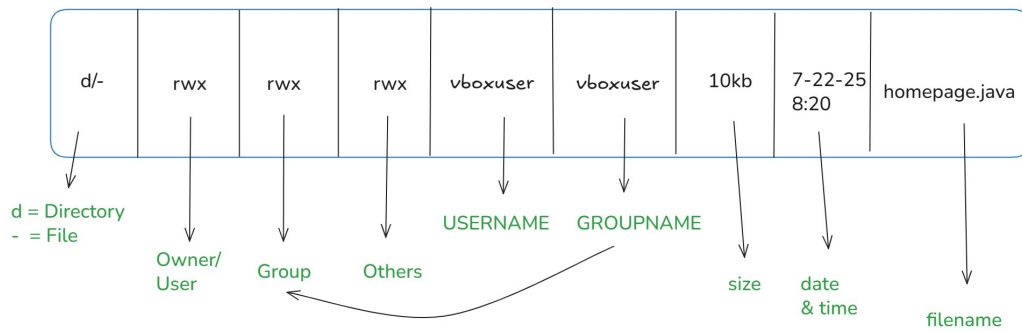 d/-
rwx
rwx
rwx
vboxuser
vboxuser
10kb
7-22-25
8:20
homepage.java
d = Directory
- = File
Owner/
User
Group
Others
USERNAME
GROUPNAME
size
date
& time
filename